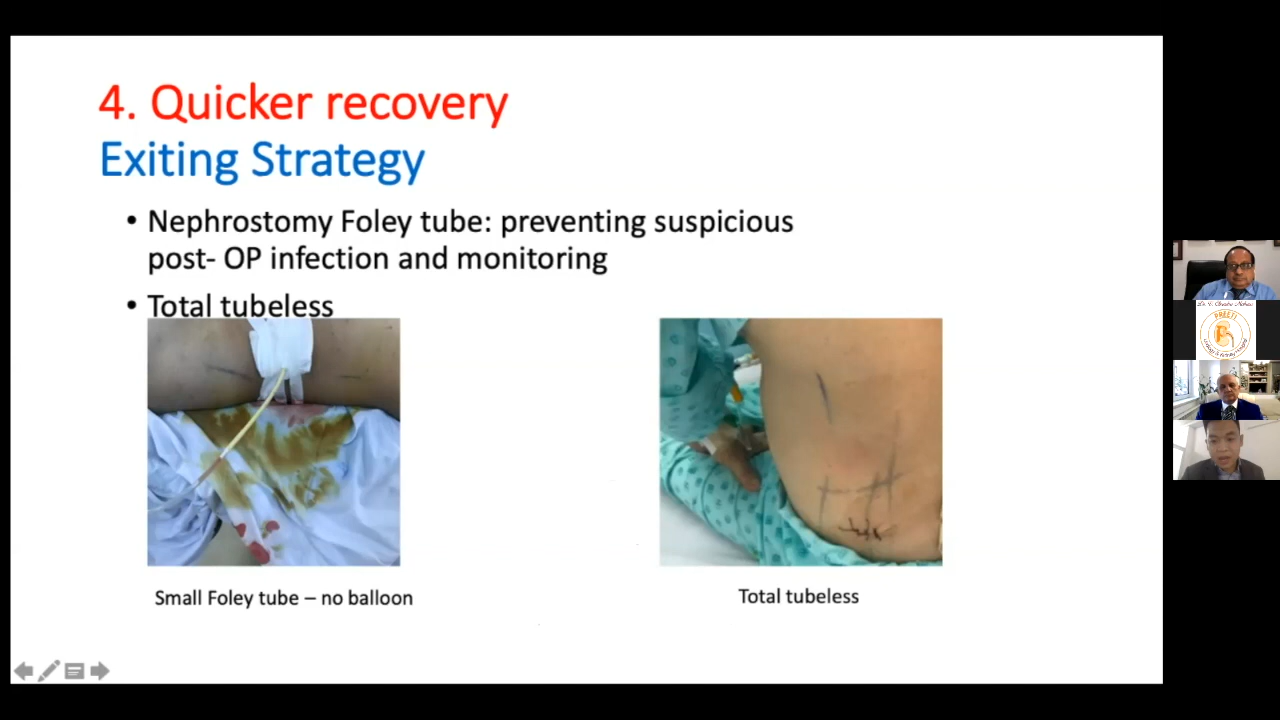 4. Quicker recovery
Exiting Strategy
• Nephrostomy Foley tube: preventing suspicious
post- OP infection and monitoring
• Total tubeless
Small Foley tube – no balloon
Total tubeless
PREETI